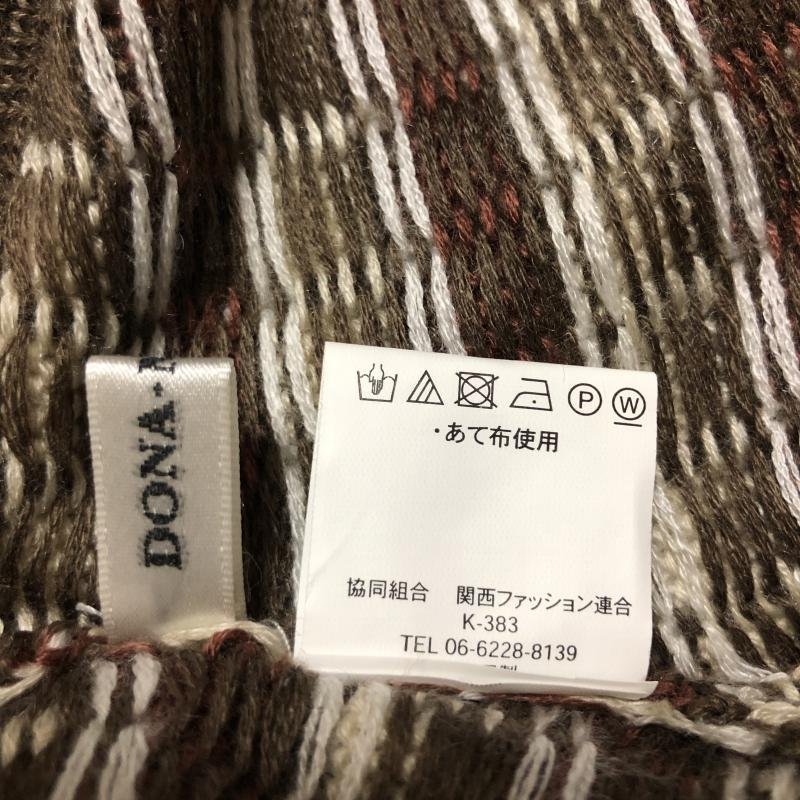 DONA
P W
・あて布使用
協同組合 関西ファッション連合
K-383
TEL 06-6228-8139